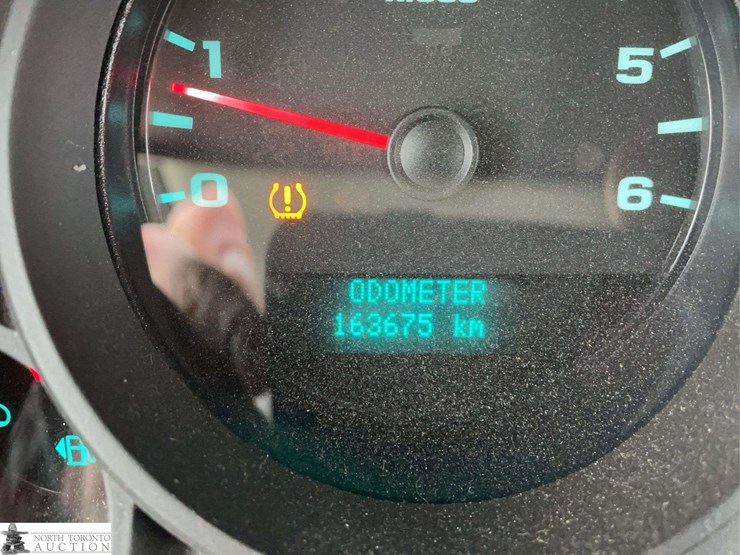 1
5
0
6
ODOMETER
163675 km
NORTH TORONTO
AUCTION